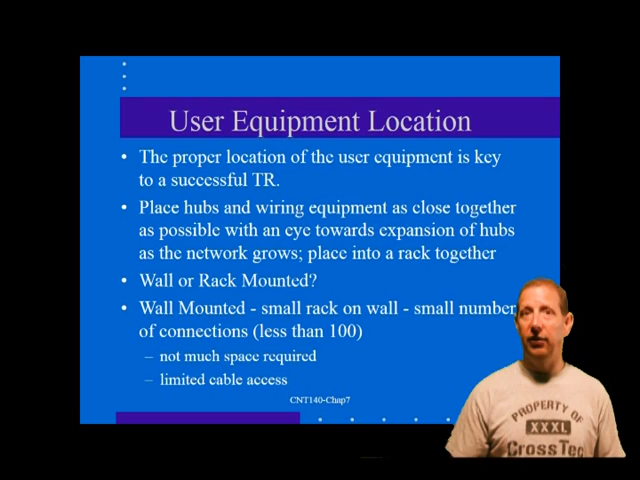 User Equipment Location
• The proper location of the user equipment is key
to a successful TR.
• Place hubs and wiring equipment as close together
as possible with an eye towards expansion of hubs
as the network grows; place into a rack together
• Wall or Rack Mounted?
• Wall Mounted - small rack on wall - small number
of connections (less than 100)
– not much space required
– limited cable access
CNT140-Chap7
PROPERTY OF
XXXL
CrossTec